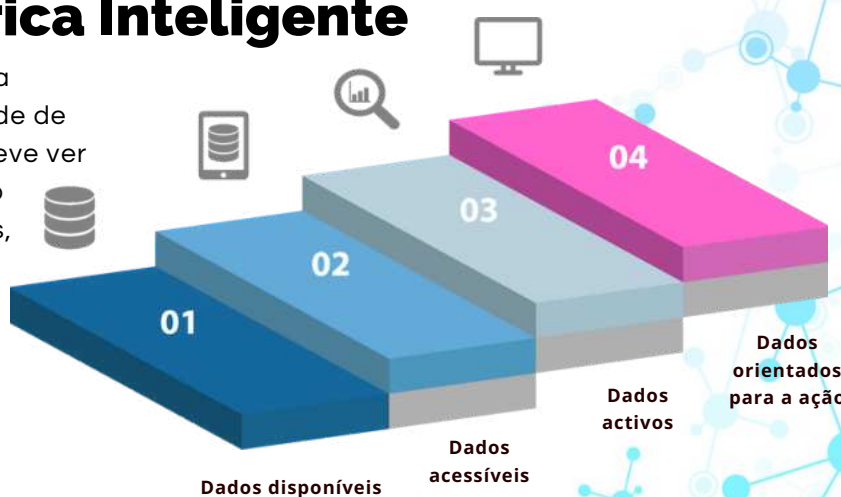 rica Inteligente
a
de de
eve ver
o
s,
01
02
03
04
Dados disponíveis
Dados
acessíveis
Dados
activos
Dados
orientados
para a ação